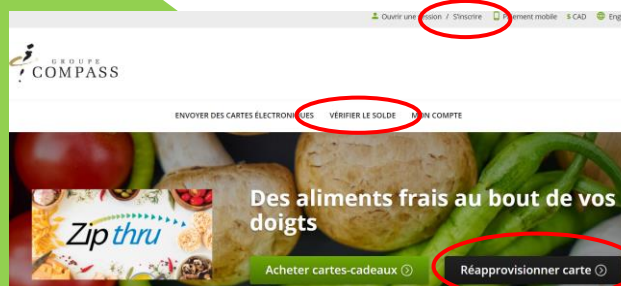 Ouvrir une session / S'inscrire Paiement mobile $ CAD Eng
GROUPE
COMPASS
ENVOYER DES CARTES ÉLECTRONIQUES VÉRIFIER LE SOLDE MON COMPTE
Des aliments frais au bout de vos
doigts
Zip thru
Acheter cartes-cadeaux Réapprovisionner carte